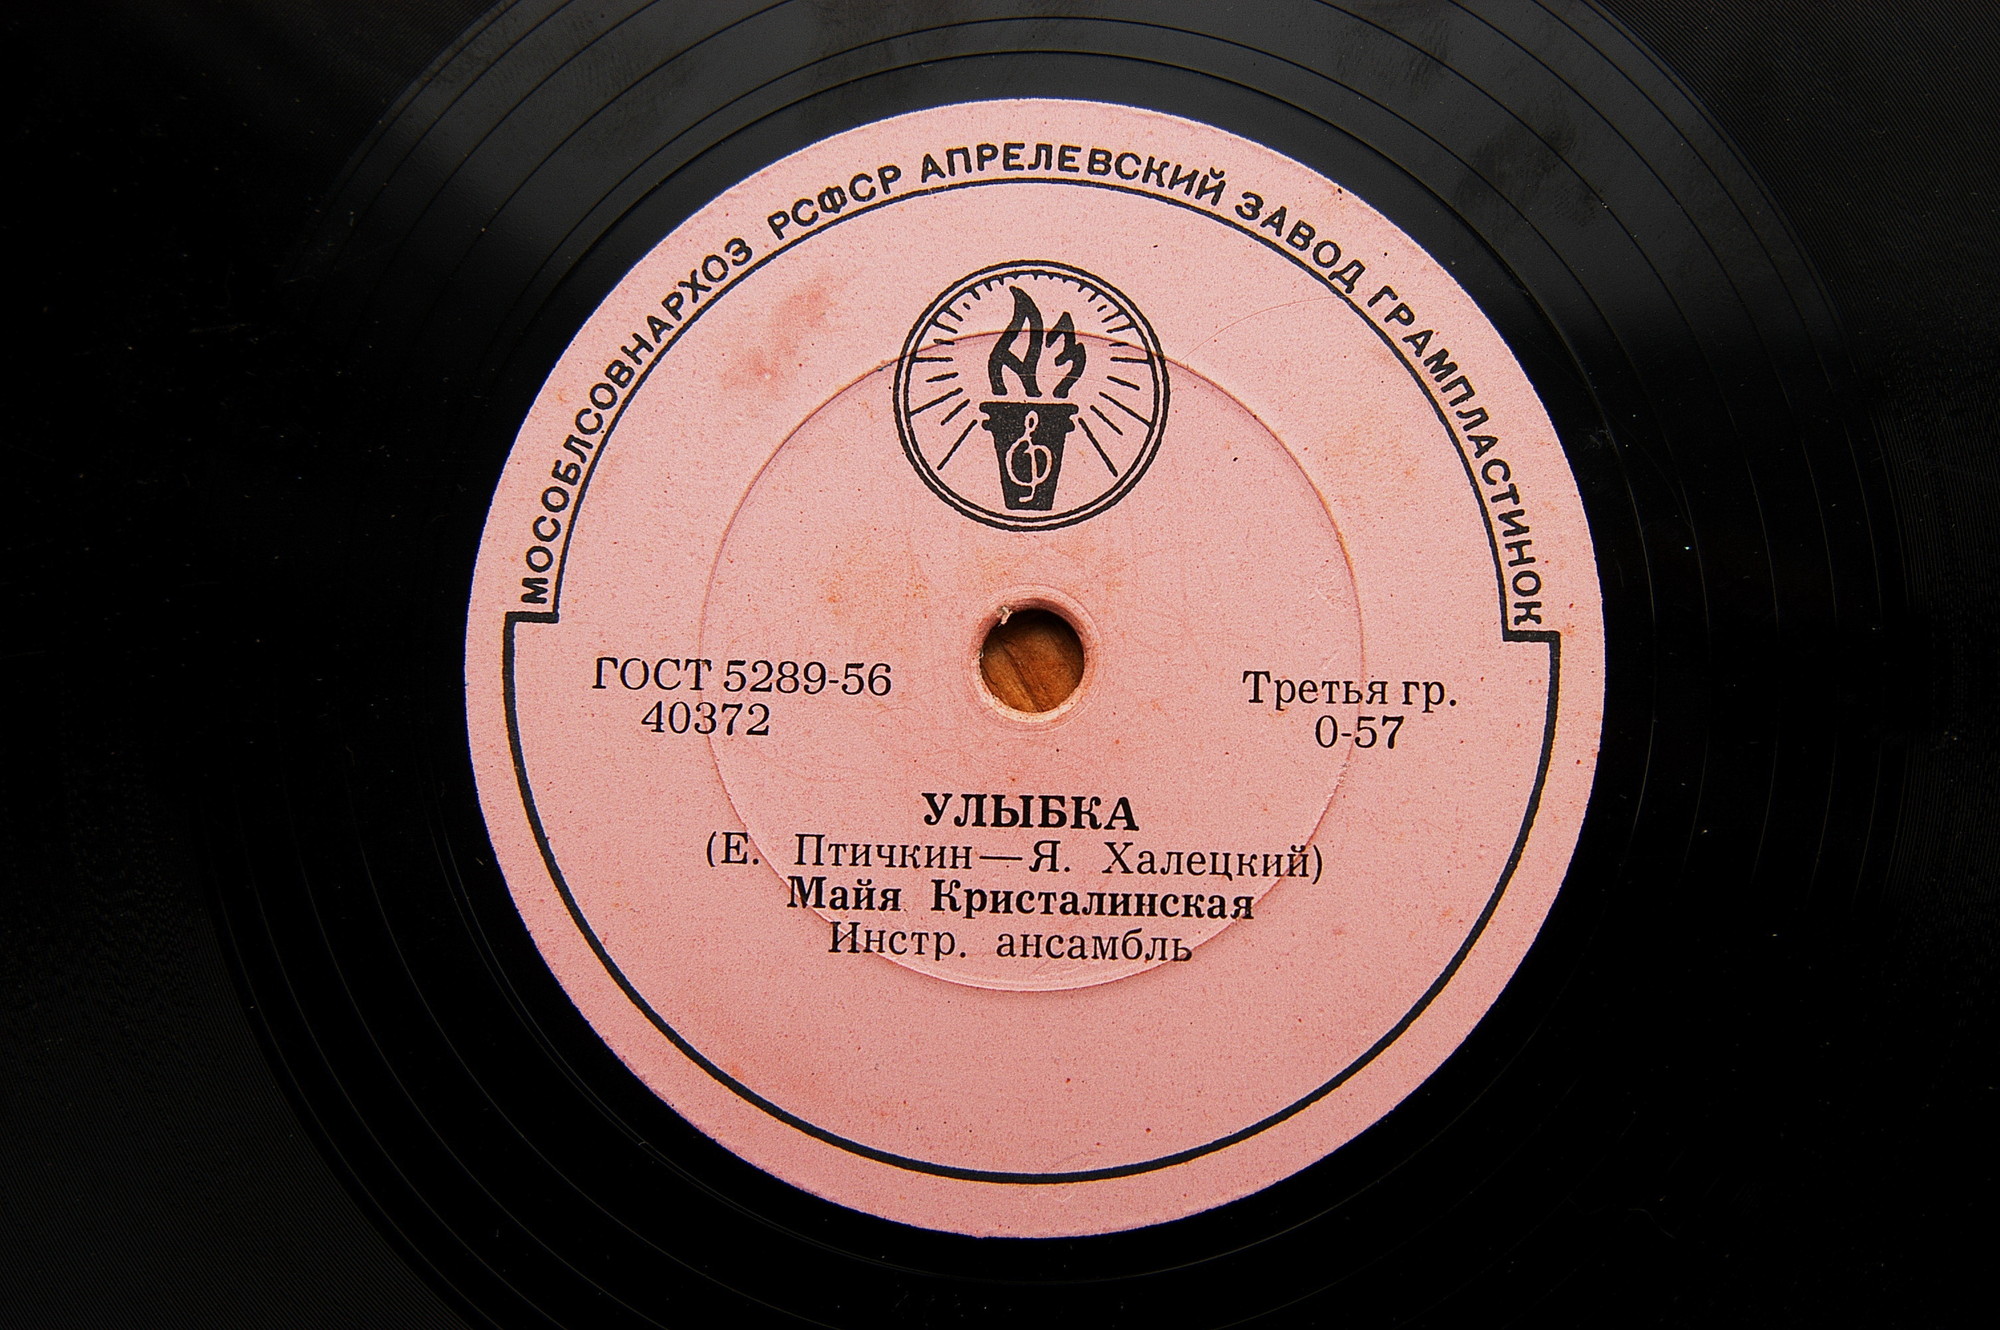 МОСОБЛСОВНАРХОЗ РСФСР АПРЕЛЕВСКИЙ ЗАВОД ГРАМПЛАСТИНОК
АЗ
ГОСТ 5289-56
40372
Третья гр.
0-57
УЛЫБКА
(Е. Птичкин—Я. Халецкий)
Майя Кристалинская
Инстр. ансамбль